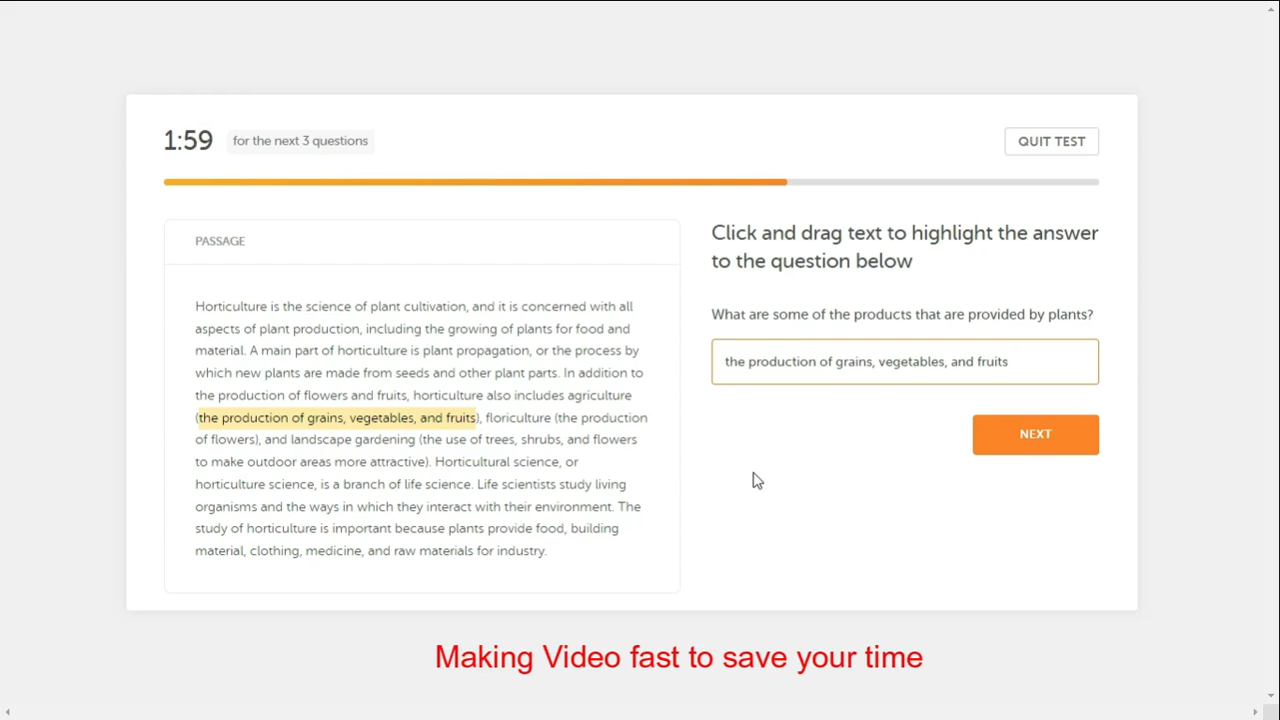 1:59 for the next 3 questions
QUIT TEST
PASSAGE
Horticulture is the science of plant cultivation, and it is concerned with all
aspects of plant production, including the growing of plants for food and
material. A main part of horticulture is plant propagation, or the process by
which new plants are made from seeds and other plant parts. In addition to
the production of flowers and fruits, horticulture also includes agriculture
(the production of grains, vegetables, and fruits), floriculture (the production
of flowers), and landscape gardening (the use of trees, shrubs, and flowers
to make outdoor areas more attractive). Horticultural science, or
horticulture science, is a branch of life science. Life scientists study living
organisms and the ways in which they interact with their environment. The
study of horticulture is important because plants provide food, building
material, clothing, medicine, and raw materials for industry.
Click and drag text to highlight the answer
to the question below
What are some of the products that are provided by plants?
the production of grains, vegetables, and fruits
NEXT
Making Video fast to save your time